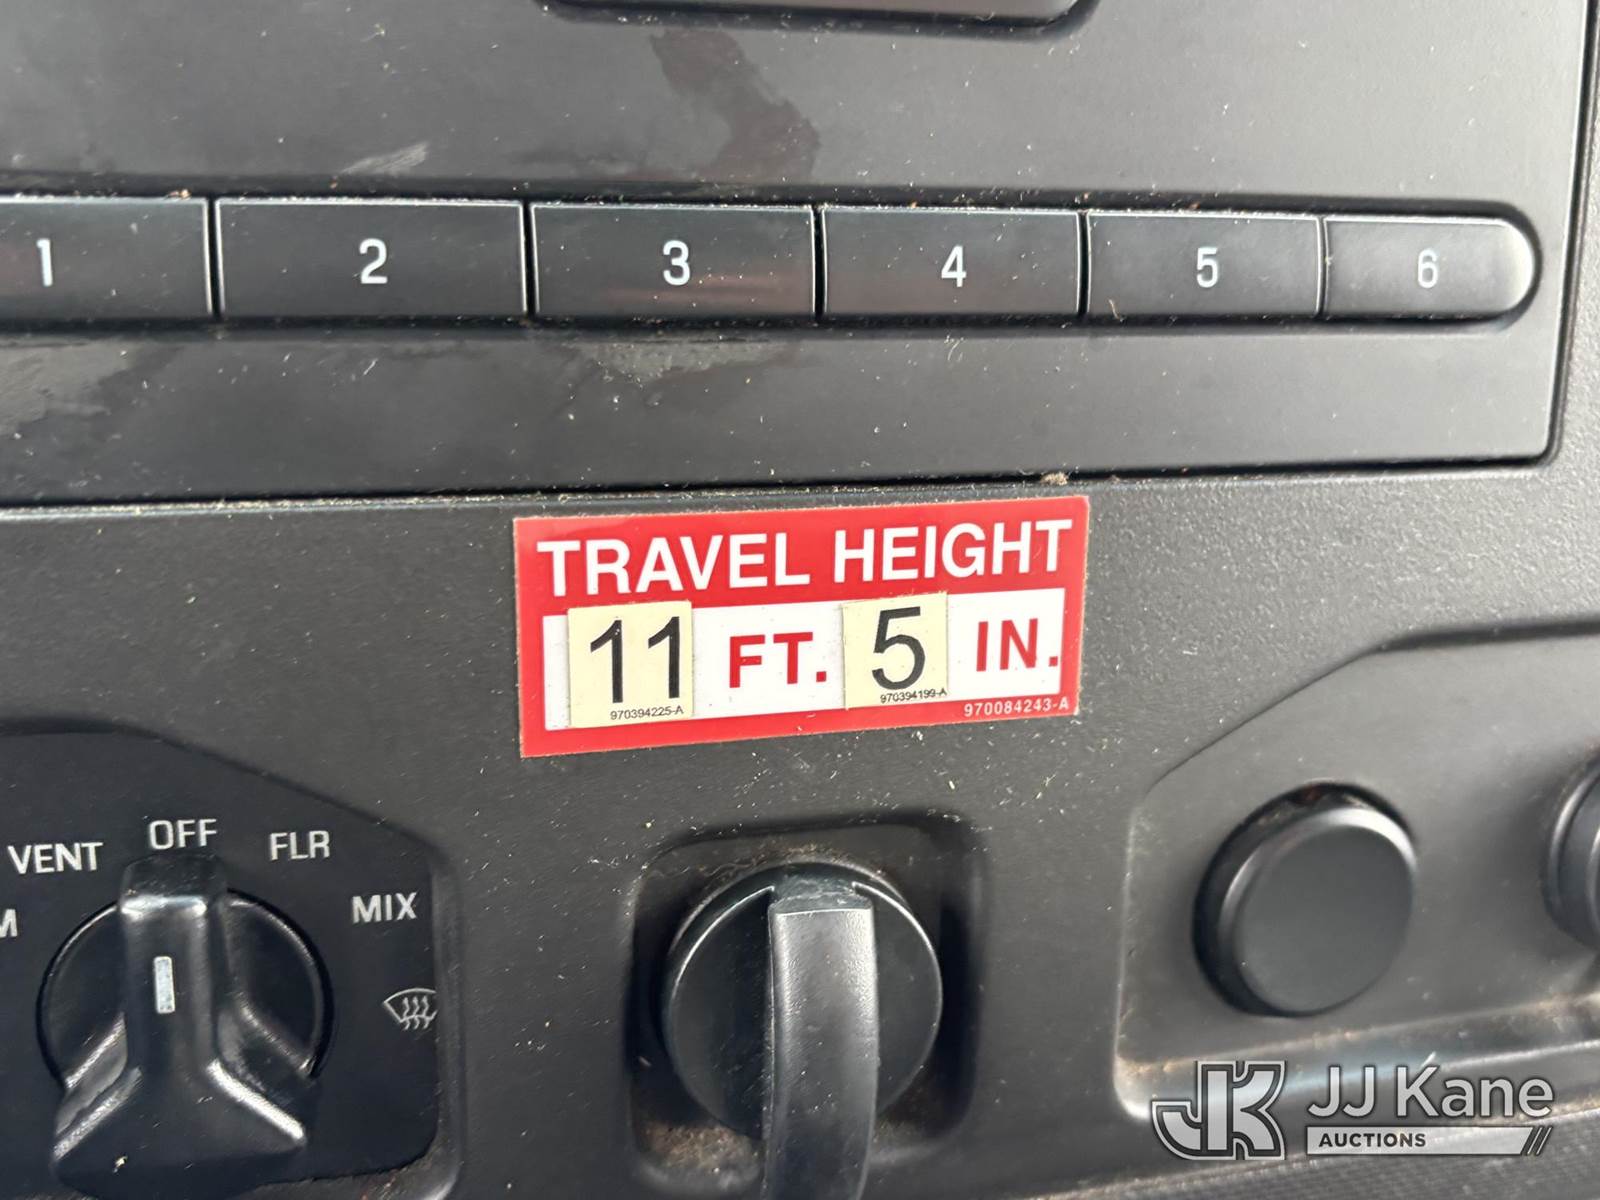 1 2 3 4 5 6
TRAVEL HEIGHT
11 FT. 5 IN.
970394225-A 970394199-A 970084243-A
VENT OFF FLR
M MIX
JK JJ Kane
AUCTIONS